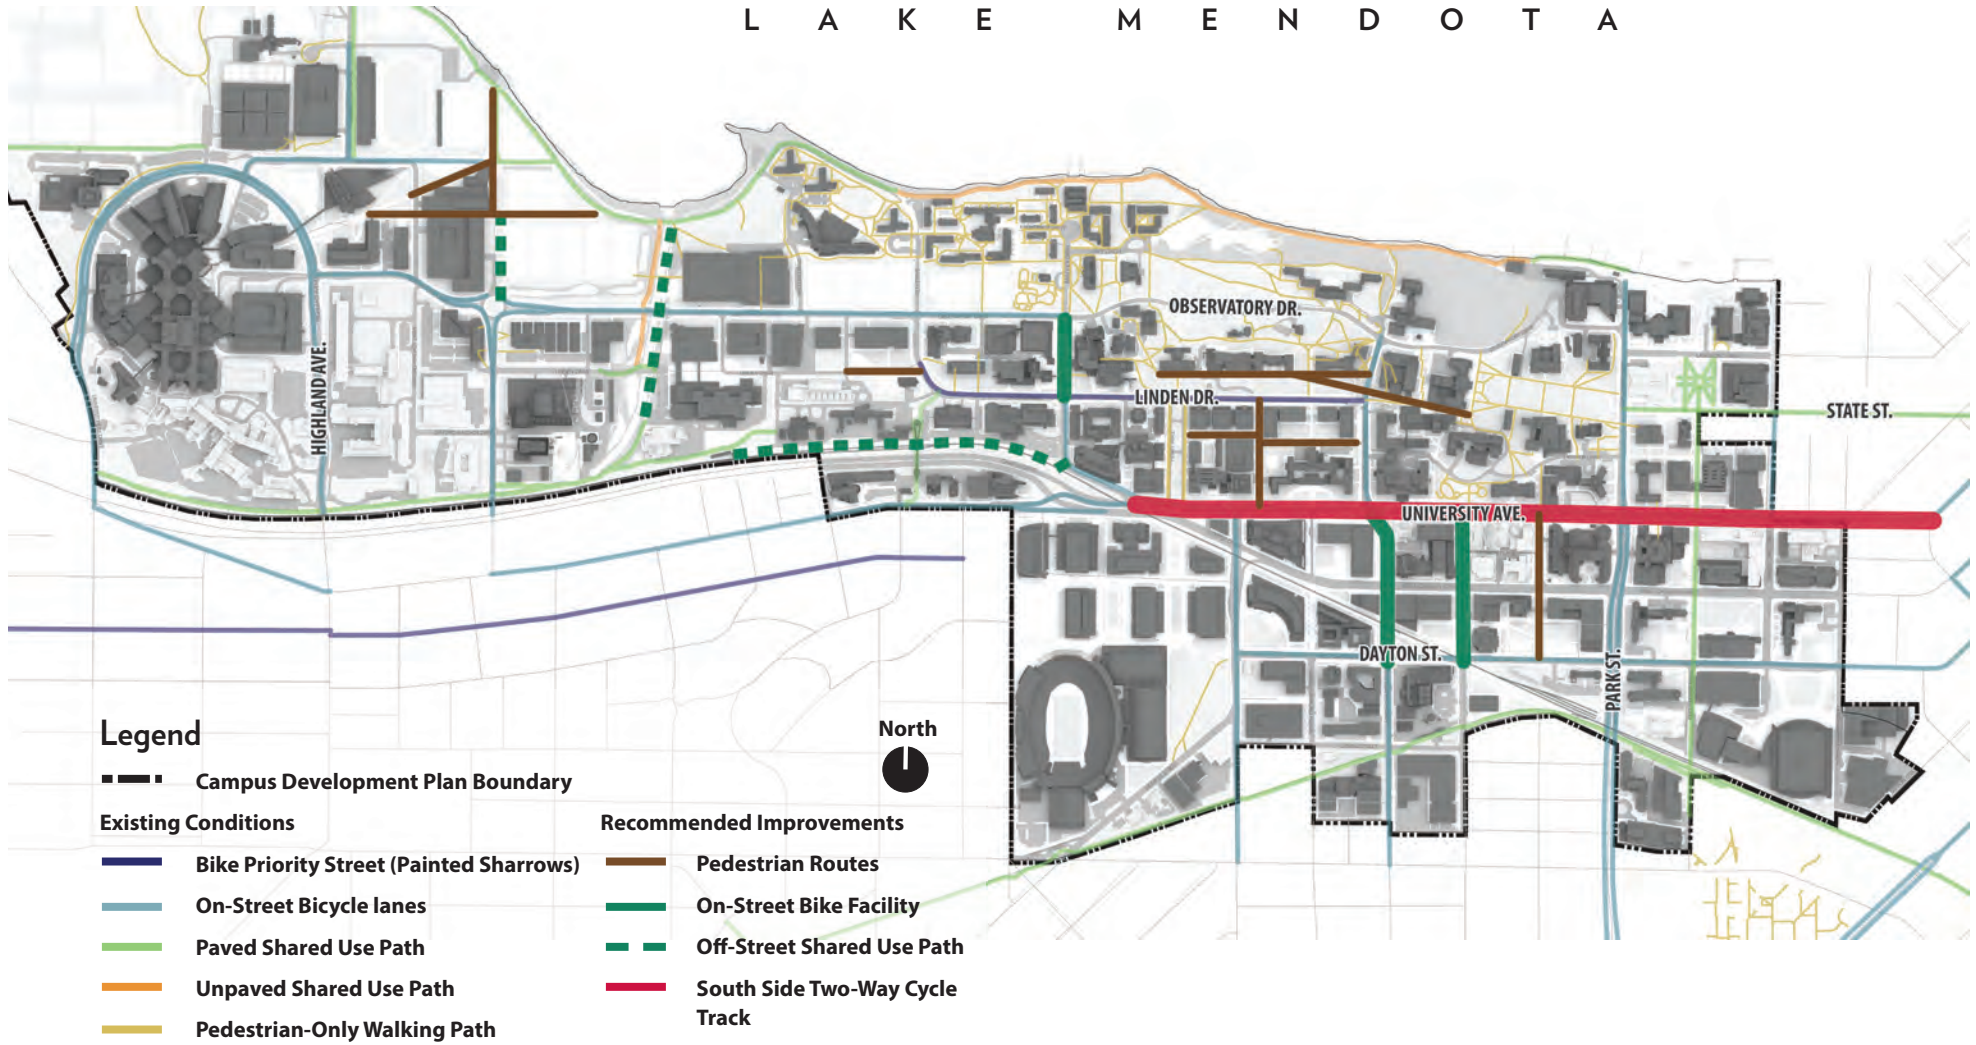 LAKE MENDOTA
OBSERVATORY DR.
HIGHLAND AVE.
LINDEN DR.
STATE ST.
UNIVERSITY AVE.
DAYTON ST.
PARK ST.
North
Legend
Campus Development Plan Boundary
Existing Conditions
Bike Priority Street (Painted Sharrows)
On-Street Bicycle lanes
Paved Shared Use Path
Unpaved Shared Use Path
Pedestrian-Only Walking Path
Recommended Improvements
Pedestrian Routes
On-Street Bike Facility
Off-Street Shared Use Path
South Side Two-Way Cycle
Track